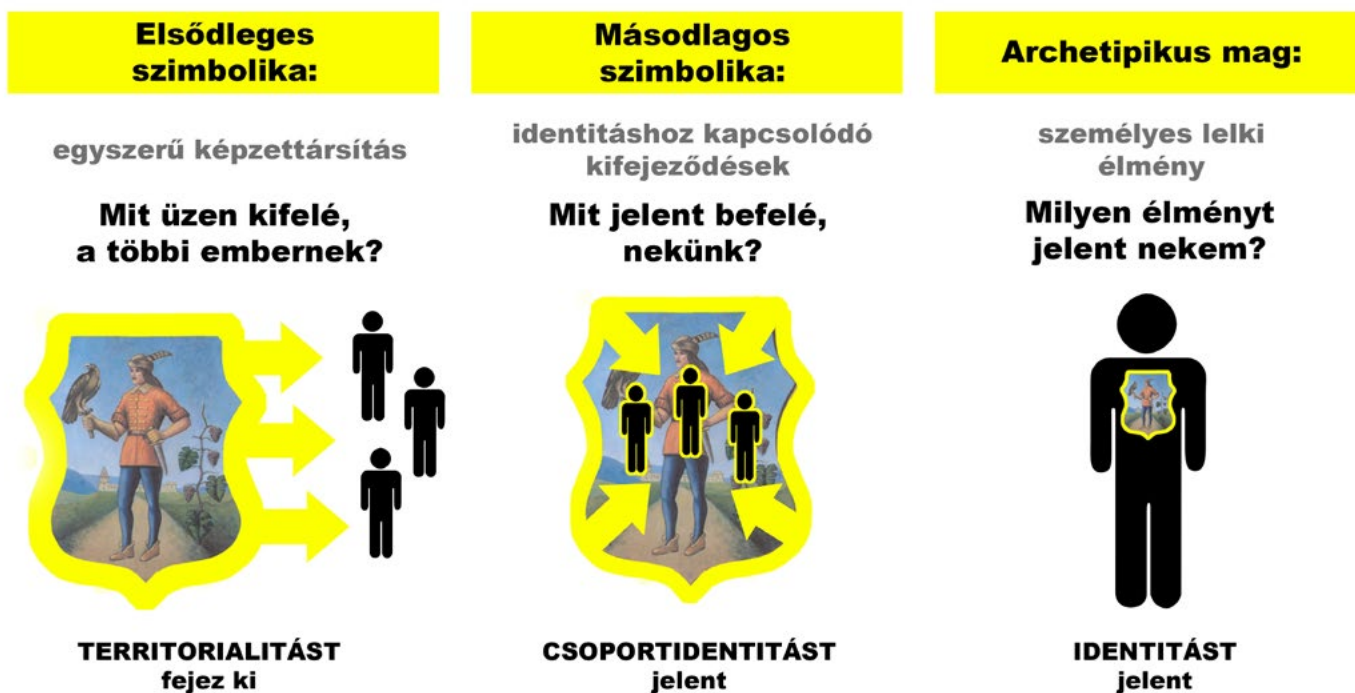 Elsődleges
szimbolika:
egyszerű képzettársítás
Mit üzen kifelé,
a többi embernek?
TERRITORIALITÁST
fejez ki
Másodlagos
szimbolika:
identitáshoz kapcsolódó
kifejeződések
Mit jelent befelé,
nekünk?
CSOPORTIDENTITÁST
jelent
Archetipikus mag:
személyes lelki
élmény
Milyen élményt
jelent nekem?
IDENTITÁST
jelent